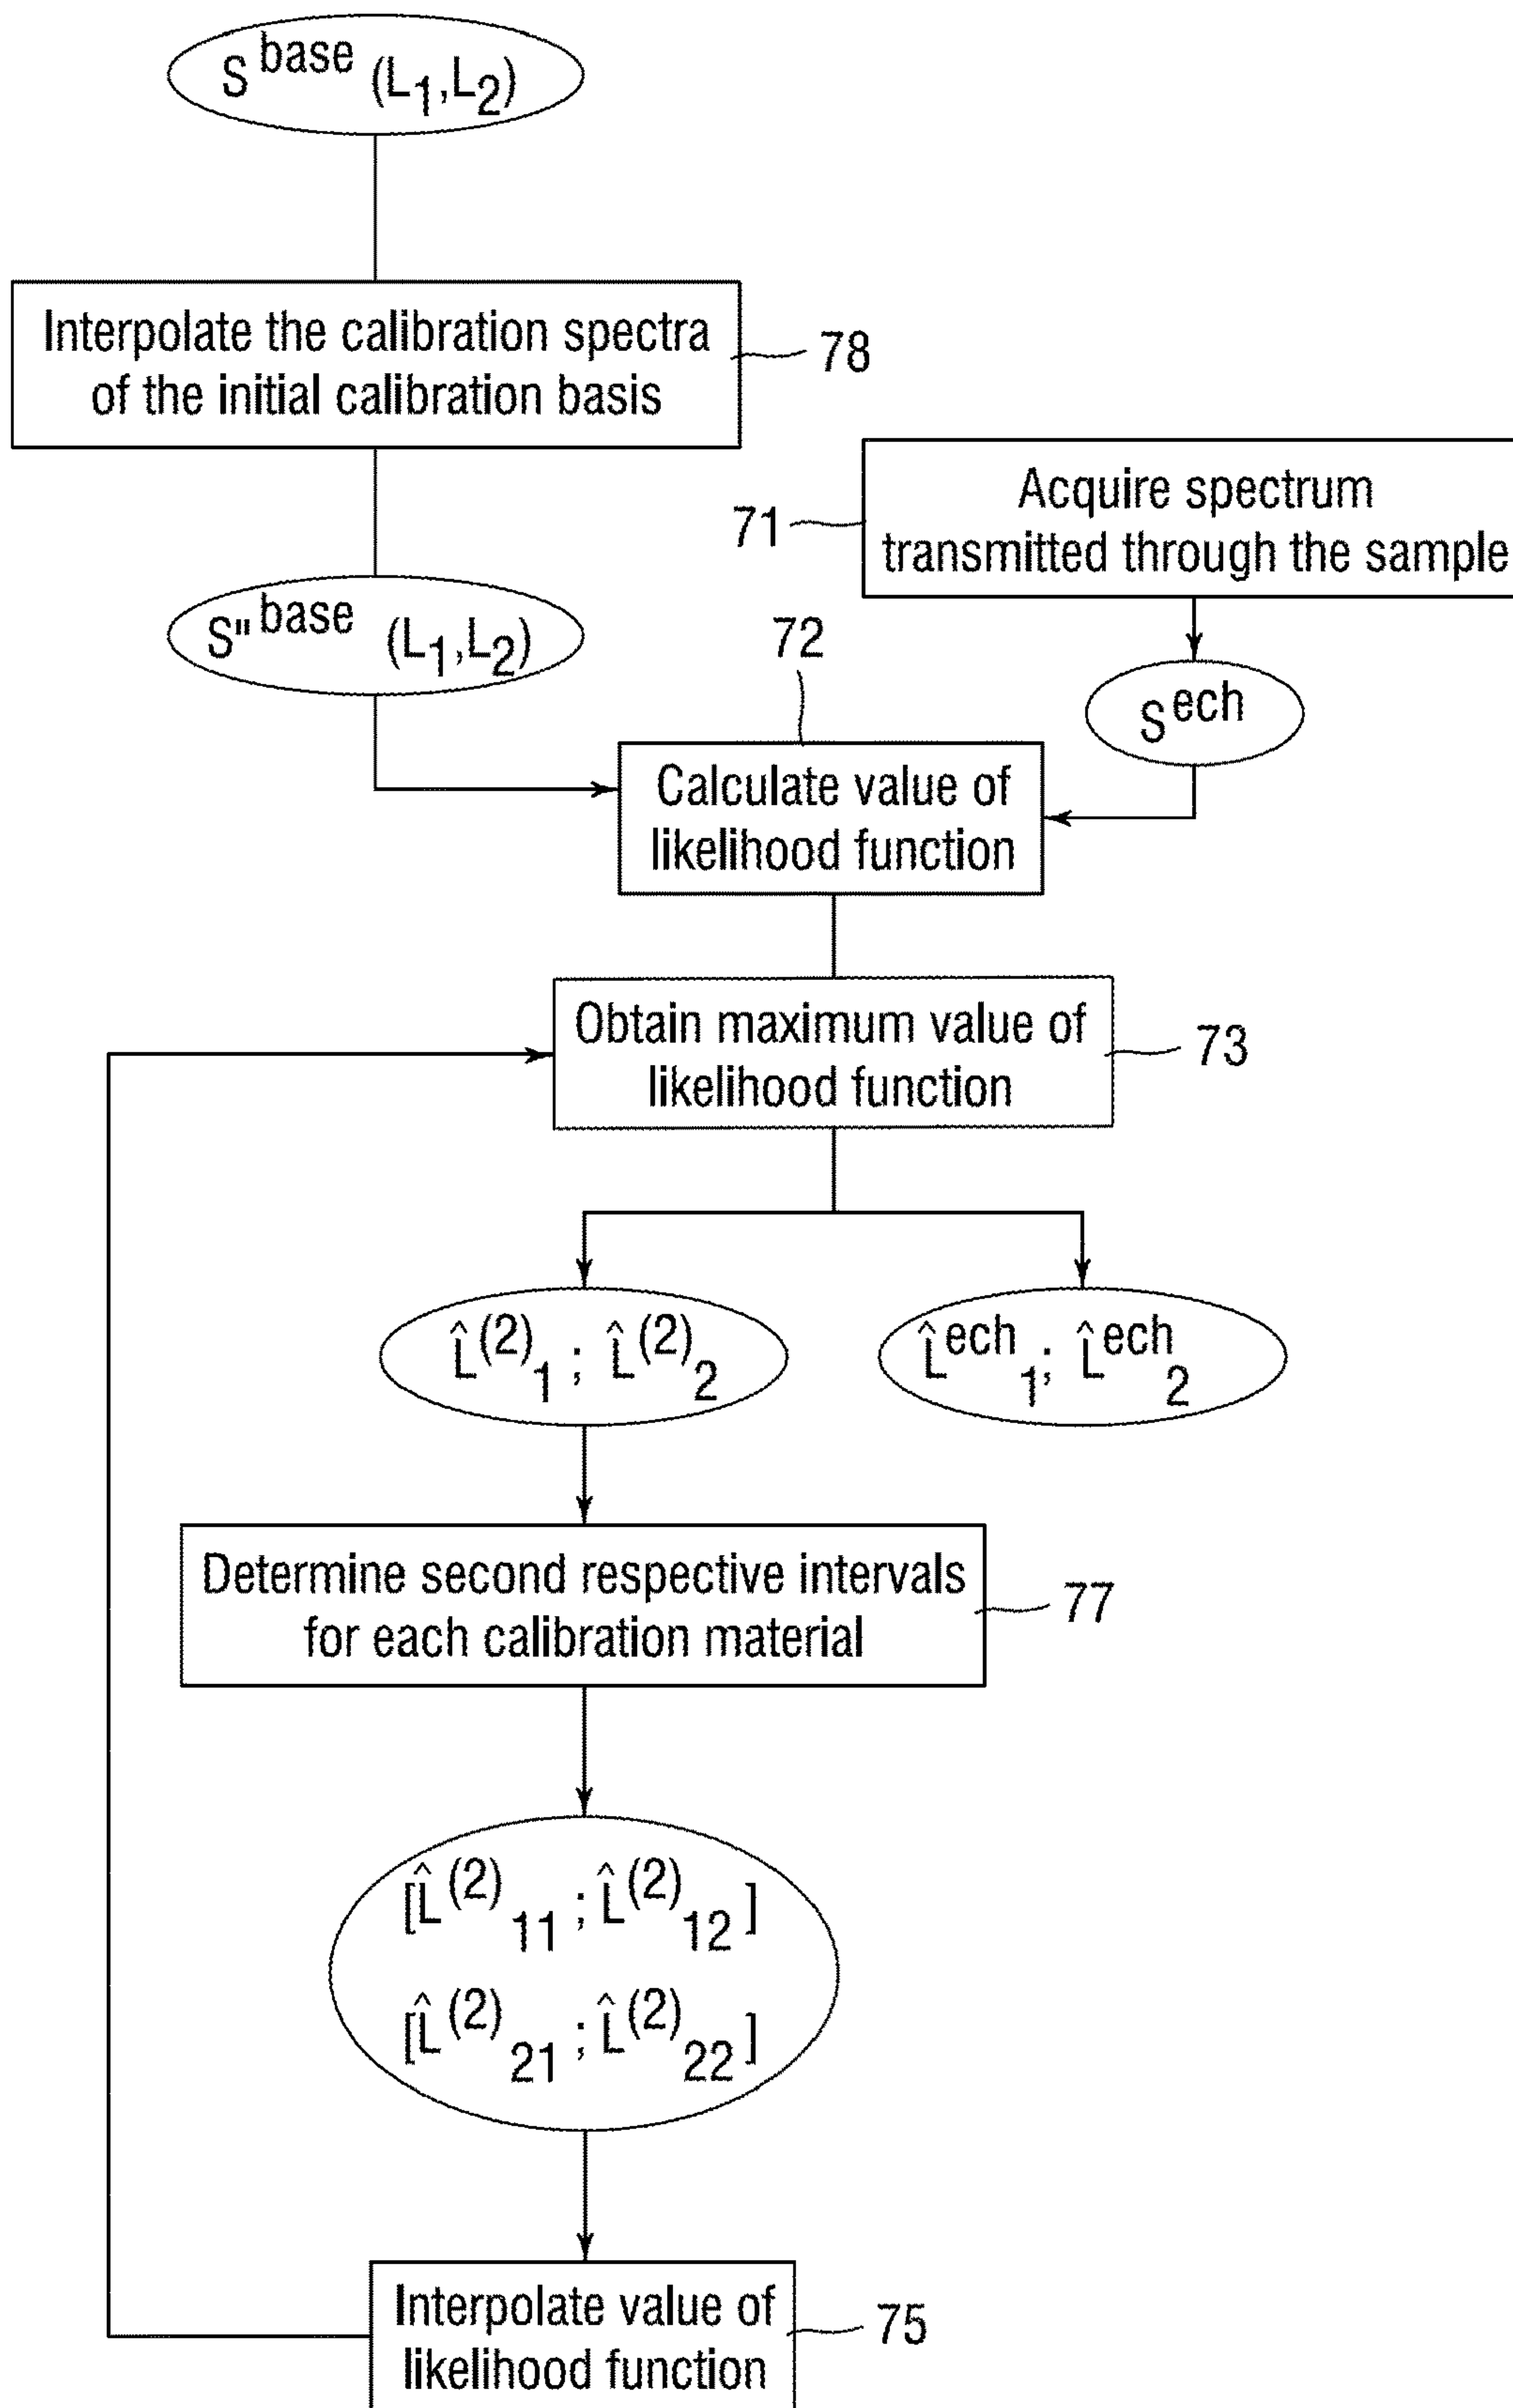 S base (L1,L2)
Interpolate the calibration spectra
of the initial calibration basis
78
Acquire spectrum
transmitted through the sample
71
S" base (L1,L2)
72
S ech
Calculate value of
likelihood function
Obtain maximum value of
likelihood function
73
L̂(2)1 ; L̂(2)2
L̂ech1; L̂ech2
Determine second respective intervals
for each calibration material
77
[L̂(2)11 ; L̂(2)12 ]
[L̂(2)21 ; L̂(2)22 ]
Interpolate value of
likelihood function
75